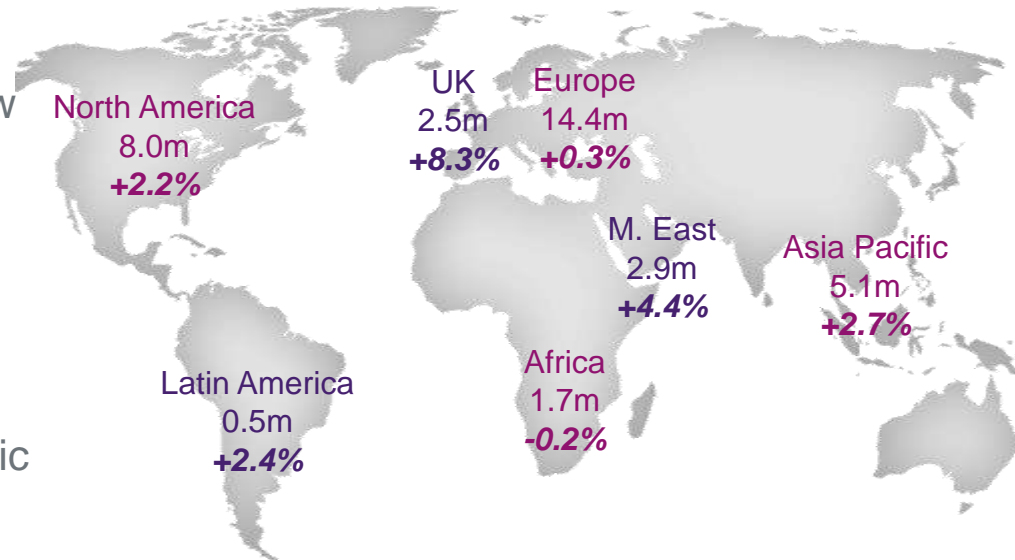 w
North America
8.0m
+2.2%
UK
2.5m
+8.3%
Europe
14.4m
+0.3%
M. East
2.9m
+4.4%
Asia Pacific
5.1m
+2.7%
Africa
1.7m
-0.2%
Latin America
0.5m
+2.4%
ic